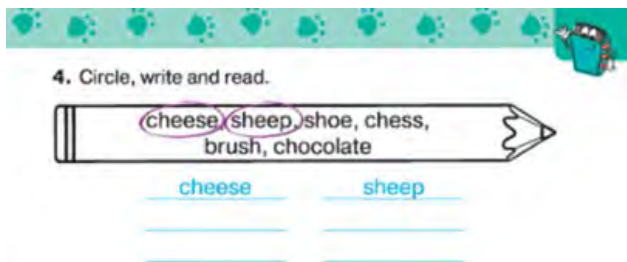 4. Circle, write and read.
cheese, sheep, shoe, chess,
brush, chocolate
cheese sheep